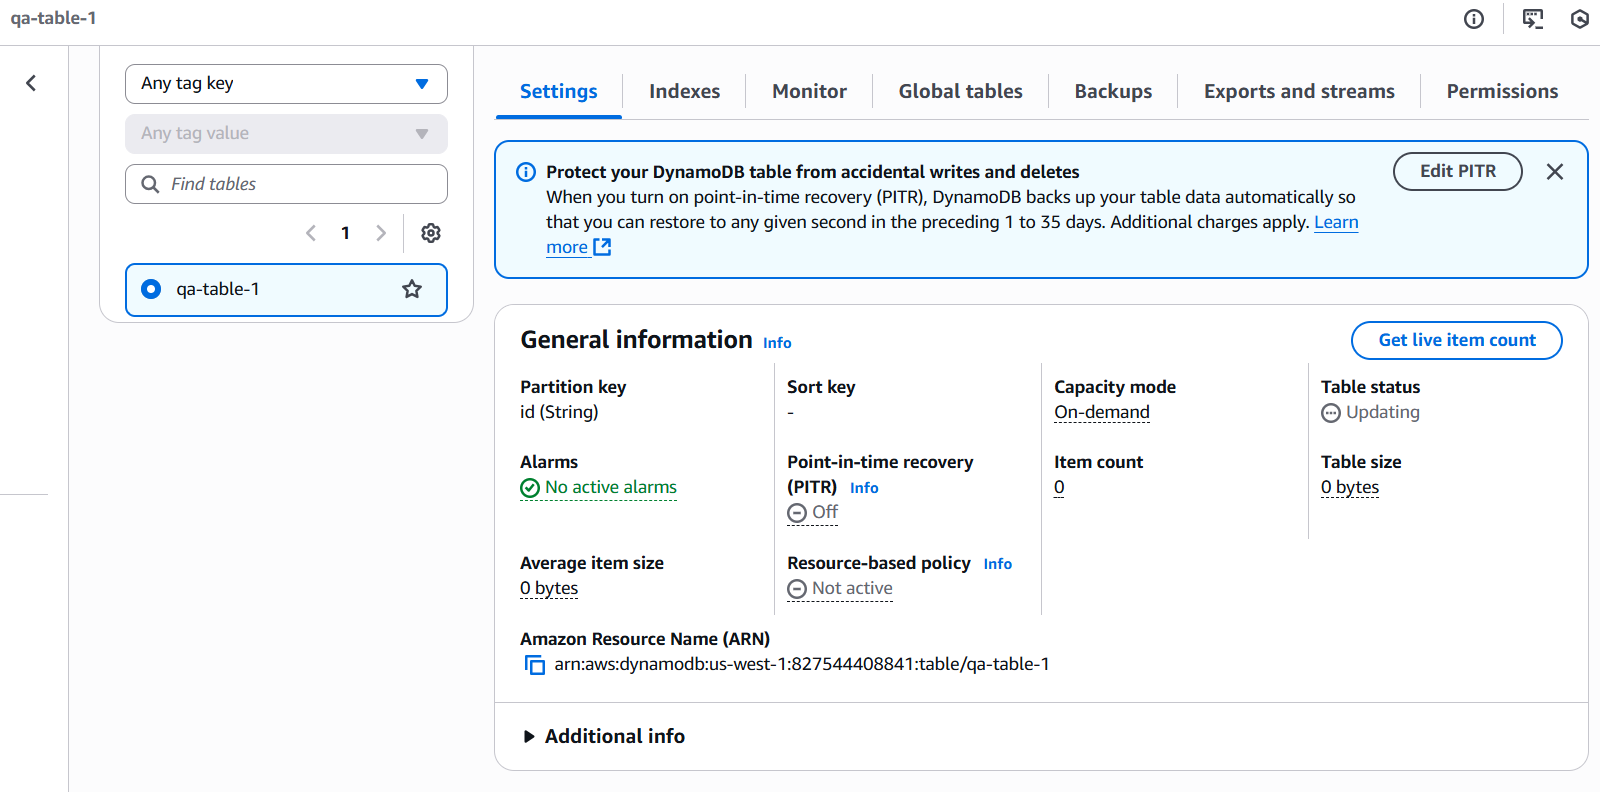 qa-table-1
Any tag key
Any tag value
Find tables
1
qa-table-1
Settings
Indexes
Monitor
Global tables
Backups
Exports and streams
Permissions
Protect your DynamoDB table from accidental writes and deletes
When you turn on point-in-time recovery (PITR), DynamoDB backs up your table data automatically so
that you can restore to any given second in the preceding 1 to 35 days. Additional charges apply. Learn
more
Edit PITR
General information Info
Get live item count
Partition key
id (String)
Sort key
-
Capacity mode
On-demand
Table status
Updating
Alarms
No active alarms
Point-in-time recovery
(PITR) Info
Off
Item count
0
Table size
0 bytes
Average item size
0 bytes
Resource-based policy Info
Not active
Amazon Resource Name (ARN)
arn:aws:dynamodb:us-west-1:827544408841:table/qa-table-1
Additional info